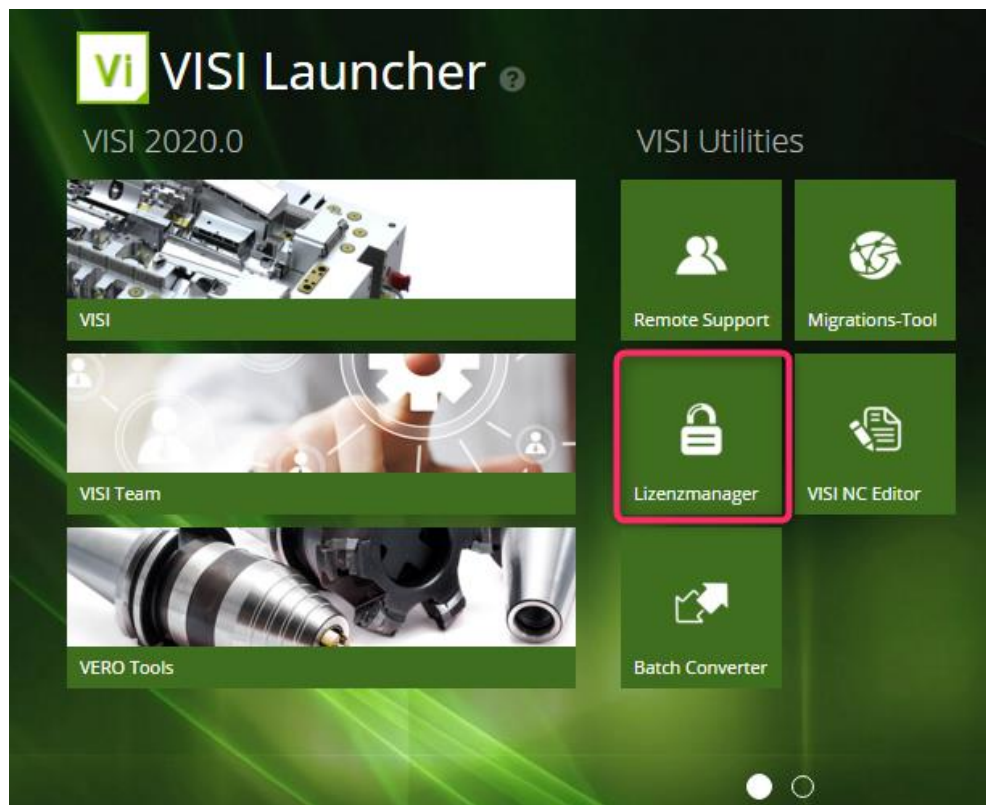 Vi VISI Launcher ?
VISI 2020.0
VISI
VISI Team
VERO Tools
VISI Utilities
Remote Support
Migrations-Tool
Lizenzmanager
VISI NC Editor
Batch Converter